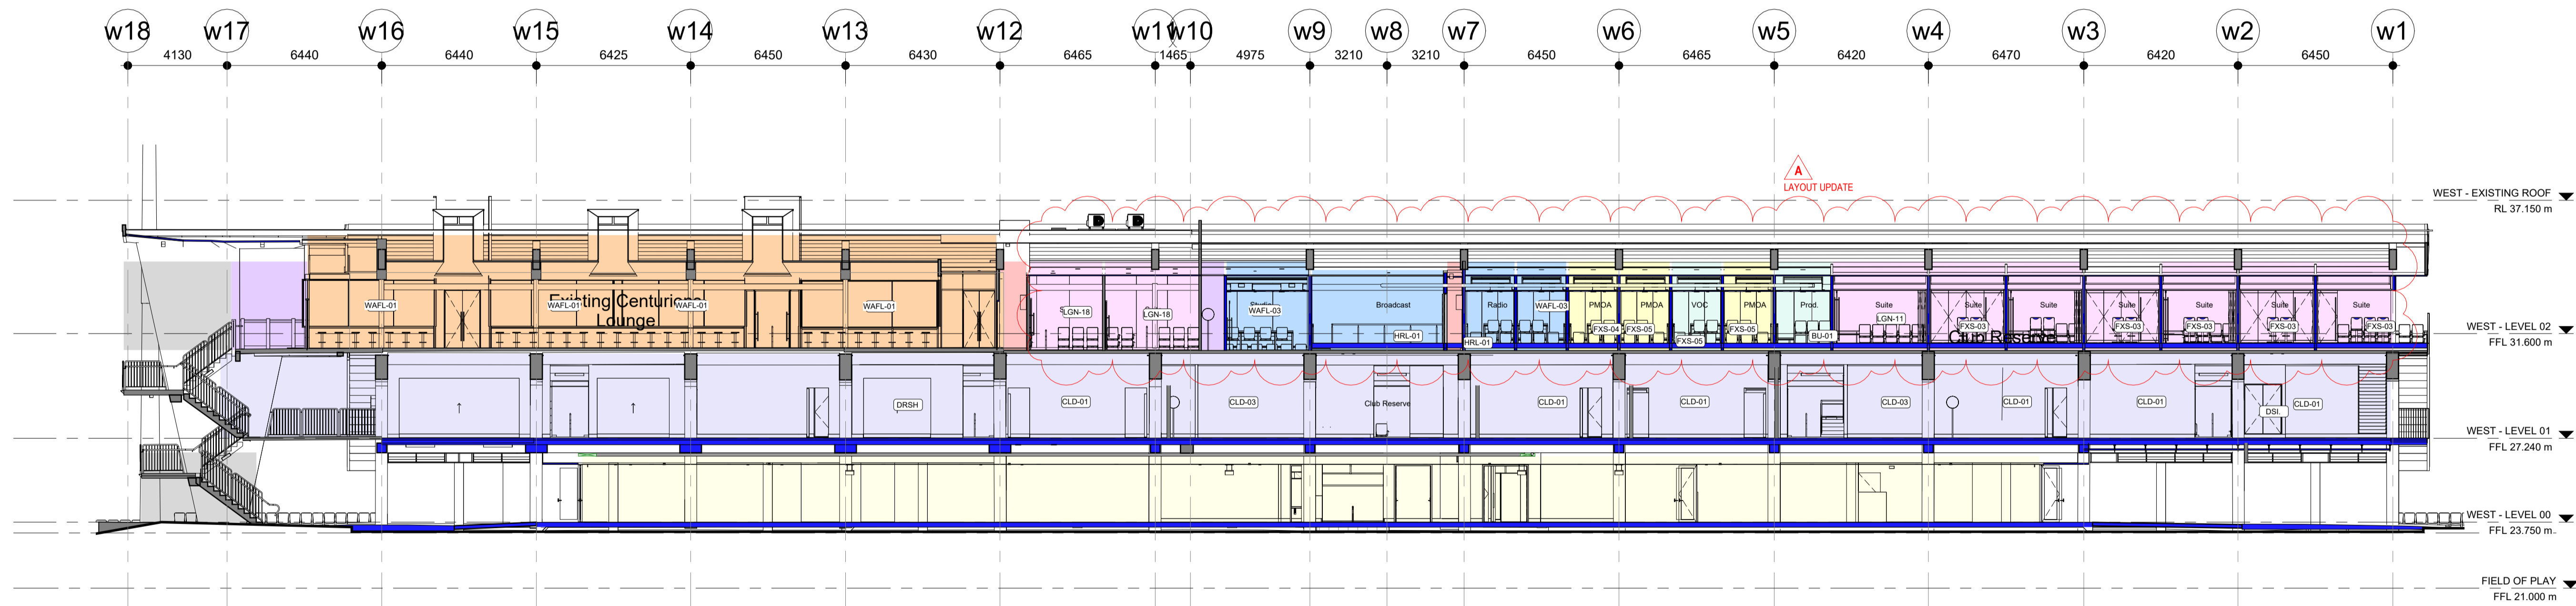 w18 w17 w16 w15 w14 w13 w12 w11 w10 w9 w8 w7 w6 w5 w4 w3 w2 w1
4130 6440 6440 6425 6450 6430 6465 1465 4975 3210 3210 6450 6465 6420 6470 6420 6450
A
LAYOUT UPDATE
WEST - EXISTING ROOF
RL 37.150 m
Existing Centurions
Lounge
WAFL-01 WAFL-01 WAFL-01 WAFL-01
LGN-18 LGN-18
Studio
WAFL-03
Broadcast
HRL-01
HRL-01
Radio
WAFL-03
PMOA PMOA VOC PMOA Prod.
FXS-04 FXS-05 FXS-05 FXS-05 BU-01
Suite Suite Suite Suite Suite Suite Suite
LGN-11 FXS-03 FXS-03 FXS-03 FXS-03 FXS-03
Club Reserve
WEST - LEVEL 02
FFL 31.600 m
DRSH CLD-01 CLD-03 Club Reserve CLD-01 CLD-01 CLD-03 CLD-01 CLD-01 DSI. CLD-01
WEST - LEVEL 01
FFL 27.240 m
WEST - LEVEL 00
FFL 23.750 m
FIELD OF PLAY
FFL 21.000 m